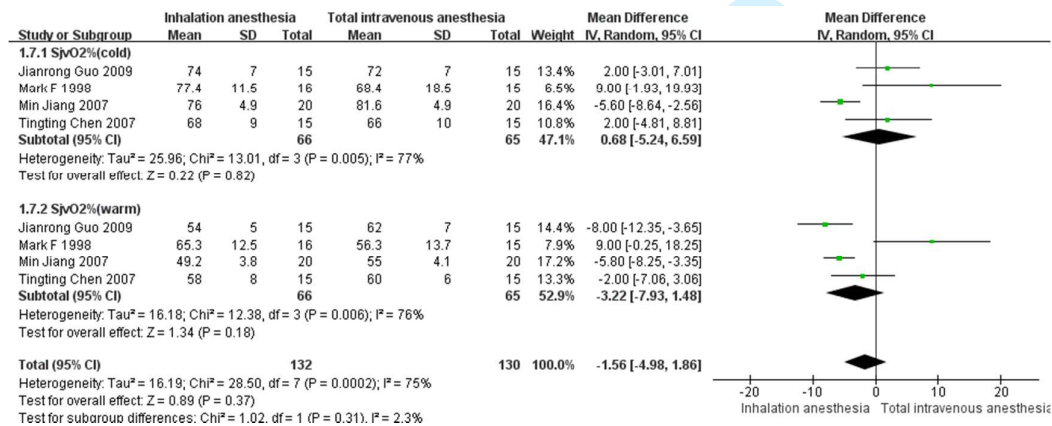 Inhalation anesthesia Total intravenous anesthesia Mean Difference Mean Difference
Study or Subgroup Mean SD Total Mean SD Total Weight IV, Random, 95% CI IV, Random, 95% CI
1.7.1 SjvO2%(cold)
Jianrong Guo 2009 74 7 15 72 7 15 13.4% 2.00 [-3.01, 7.01]
Mark F 1998 77.4 11.5 16 68.4 18.5 15 6.5% 9.00 [-1.93, 19.93]
Min Jiang 2007 76 4.9 20 81.6 4.9 20 16.4% -5.60 [-8.64, -2.56]
Tingting Chen 2007 68 9 15 66 10 15 10.8% 2.00 [-4.81, 8.81]
Subtotal (95% CI) 66 65 47.1% 0.68 [-5.24, 6.59]
Heterogeneity: Tau² = 25.96; Chi² = 13.01, df = 3 (P = 0.005); I² = 77%
Test for overall effect: Z = 0.22 (P = 0.82)
1.7.2 SjvO2%(warm)
Jianrong Guo 2009 54 5 15 62 7 15 14.4% -8.00 [-12.35, -3.65]
Mark F 1998 65.3 12.5 16 56.3 13.7 15 7.9% 9.00 [-0.25, 18.25]
Min Jiang 2007 49.2 3.8 20 55 4.1 20 17.2% -5.80 [-8.25, -3.35]
Tingting Chen 2007 58 8 15 60 6 15 13.3% -2.00 [-7.06, 3.06]
Subtotal (95% CI) 66 65 52.9% -3.22 [-7.93, 1.48]
Heterogeneity: Tau² = 16.18; Chi² = 12.38, df = 3 (P = 0.006); I² = 76%
Test for overall effect: Z = 1.34 (P = 0.18)
Total (95% CI) 132 130 100.0% -1.56 [-4.98, 1.86]
Heterogeneity: Tau² = 16.19; Chi² = 28.50, df = 7 (P = 0.0002); I² = 75%
Test for overall effect: Z = 0.89 (P = 0.37)
Test for subgroup differences: Chi² = 1.02, df = 1 (P = 0.31), I² = 2.3%
-20 -10 0 10 20
Inhalation anesthesia Total intravenous anesthesia